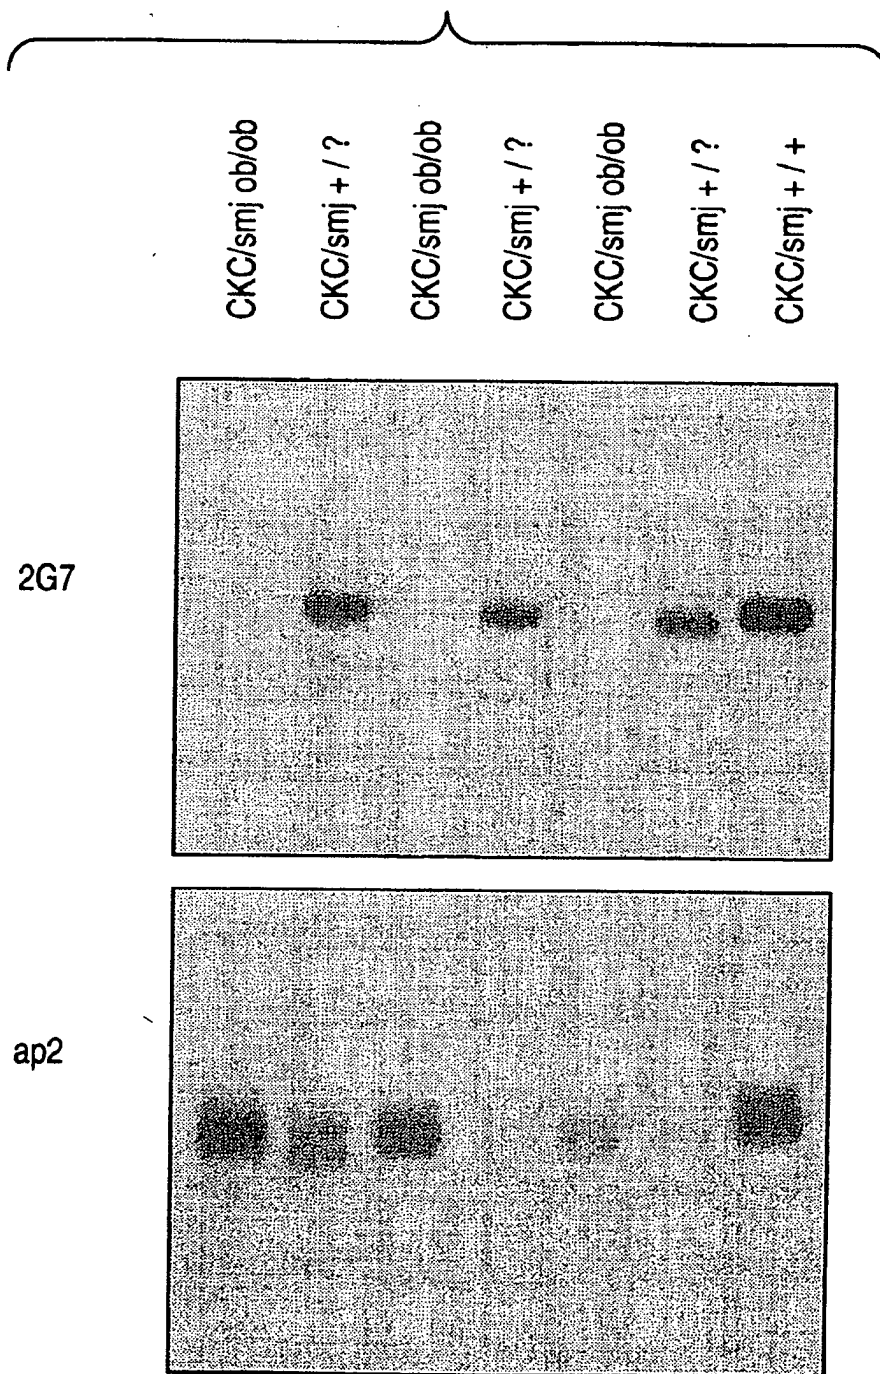 CKC/smj ob/ob
CKC/smj + / ?
CKC/smj ob/ob
CKC/smj + / ?
CKC/smj ob/ob
CKC/smj + / ?
CKC/smj + / +
2G7
ap2